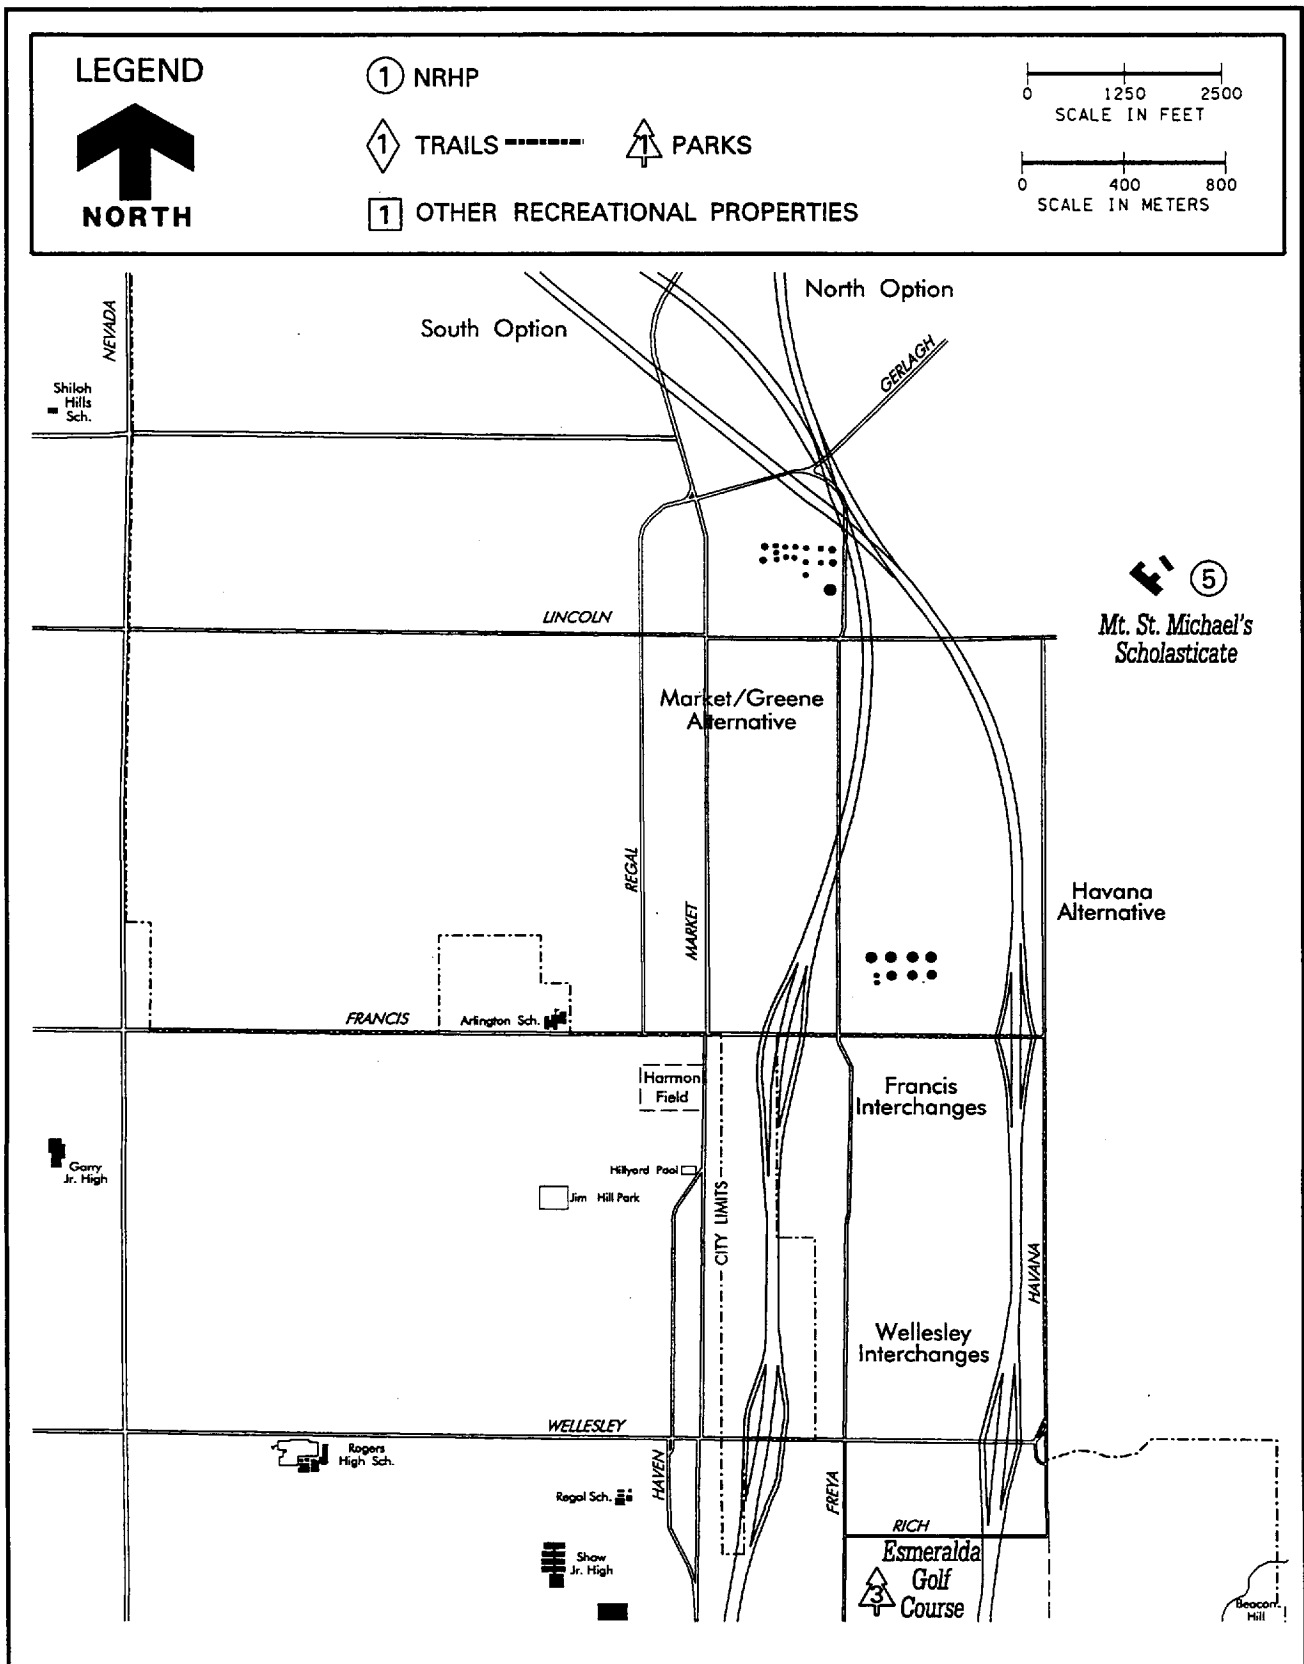 LEGEND
NORTH
1 NRHP
1 TRAILS
1 PARKS
1 OTHER RECREATIONAL PROPERTIES
0 1250 2500
SCALE IN FEET
0 400 800
SCALE IN METERS
North Option
South Option
NEVADA
GERLAGH
Shiloh
Hills
Sch.
5
Mt. St. Michael's
Scholasticate
LINCOLN
Market/Greene
Alternative
REGAL
MARKET
Havana
Alternative
FRANCIS
Arlington Sch.
Harmon
Field
Francis
Interchanges
Garry
Jr. High
Hillyard Pool
Jim Hill Park
CITY LIMITS
HAVANA
Wellesley
Interchanges
WELLESLEY
Rogers
High Sch.
HAVEN
FREYA
Regal Sch.
RICH
Shaw
Jr. High
Esmeralda
Golf
Course
3
Beacon
Hill